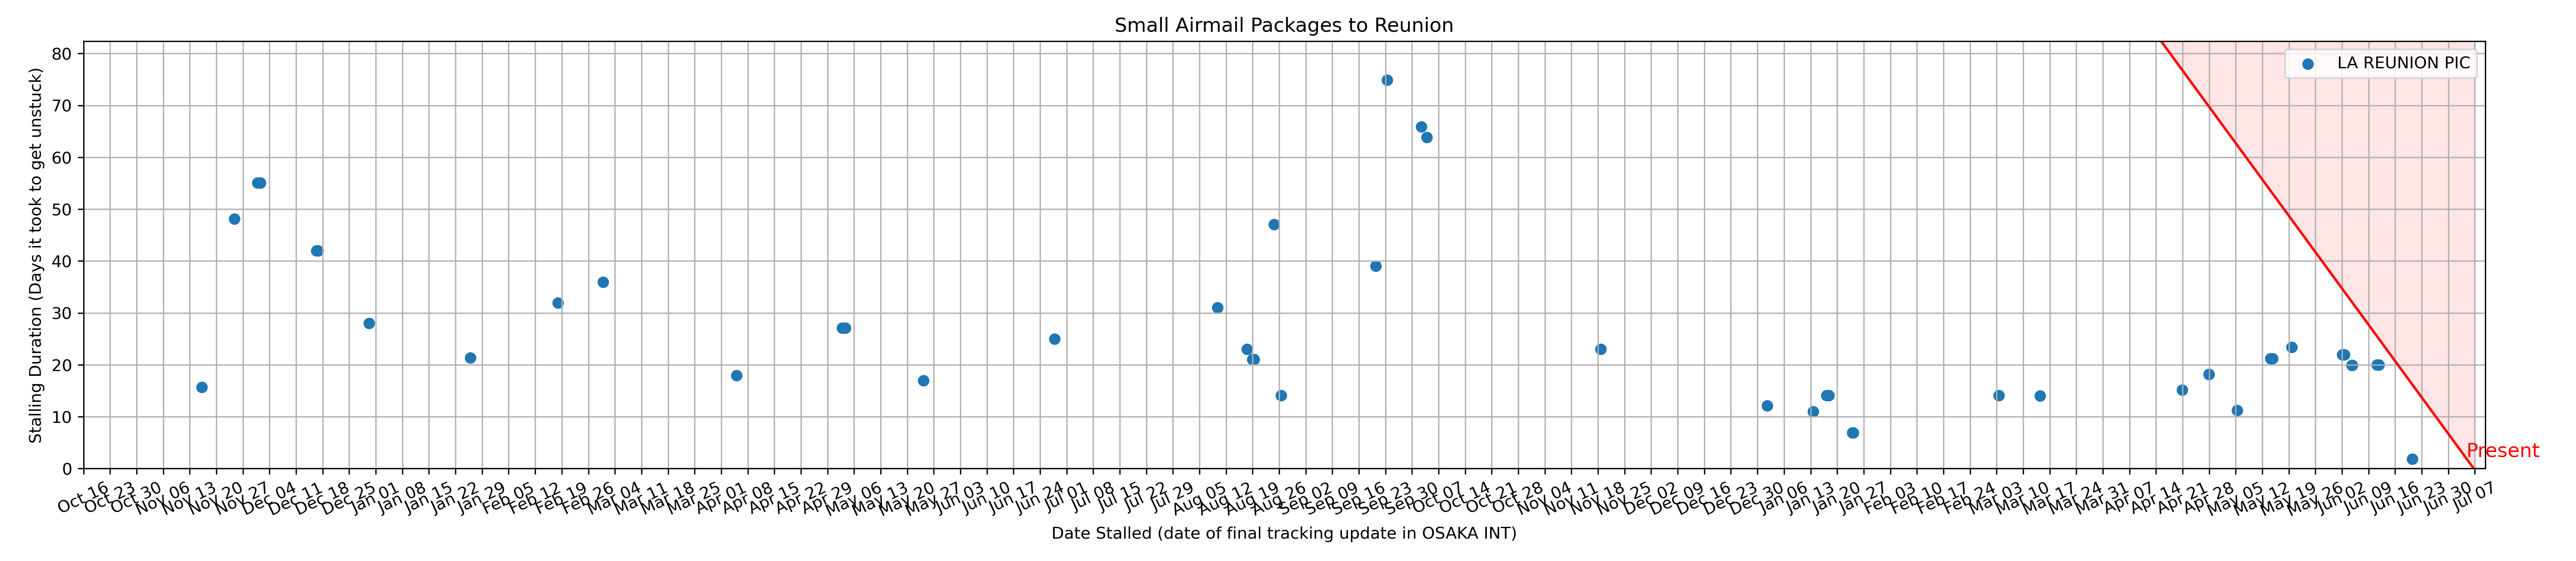 Small Airmail Packages to Reunion
LA REUNION PIC
Stalling Duration (Days it took to get unstuck)
80
70
60
50
40
30
20
10
0
Present
Oct 16
Oct 23
Oct 30
Nov 06
Nov 13
Nov 20
Nov 27
Dec 04
Dec 11
Dec 18
Dec 25
Jan 01
Jan 08
Jan 15
Jan 22
Jan 29
Feb 05
Feb 12
Feb 19
Feb 26
Mar 04
Mar 11
Mar 18
Mar 25
Apr 01
Apr 08
Apr 15
Apr 22
Apr 29
May 06
May 13
May 20
May 27
Jun 03
Jun 10
Jun 17
Jun 24
Jul 01
Jul 08
Jul 15
Jul 22
Jul 29
Aug 05
Aug 12
Aug 19
Aug 26
Sep 02
Sep 09
Sep 16
Sep 23
Sep 30
Oct 07
Oct 14
Oct 21
Oct 28
Nov 04
Nov 11
Nov 18
Nov 25
Dec 02
Dec 09
Dec 16
Dec 23
Dec 30
Jan 06
Jan 13
Jan 20
Jan 27
Feb 03
Feb 10
Feb 17
Feb 24
Mar 03
Mar 10
Mar 17
Mar 24
Mar 31
Apr 07
Apr 14
Apr 21
Apr 28
May 05
May 12
May 19
May 26
Jun 02
Jun 09
Jun 16
Jun 23
Jun 30
Jul 07
Date Stalled (date of final tracking update in OSAKA INT)